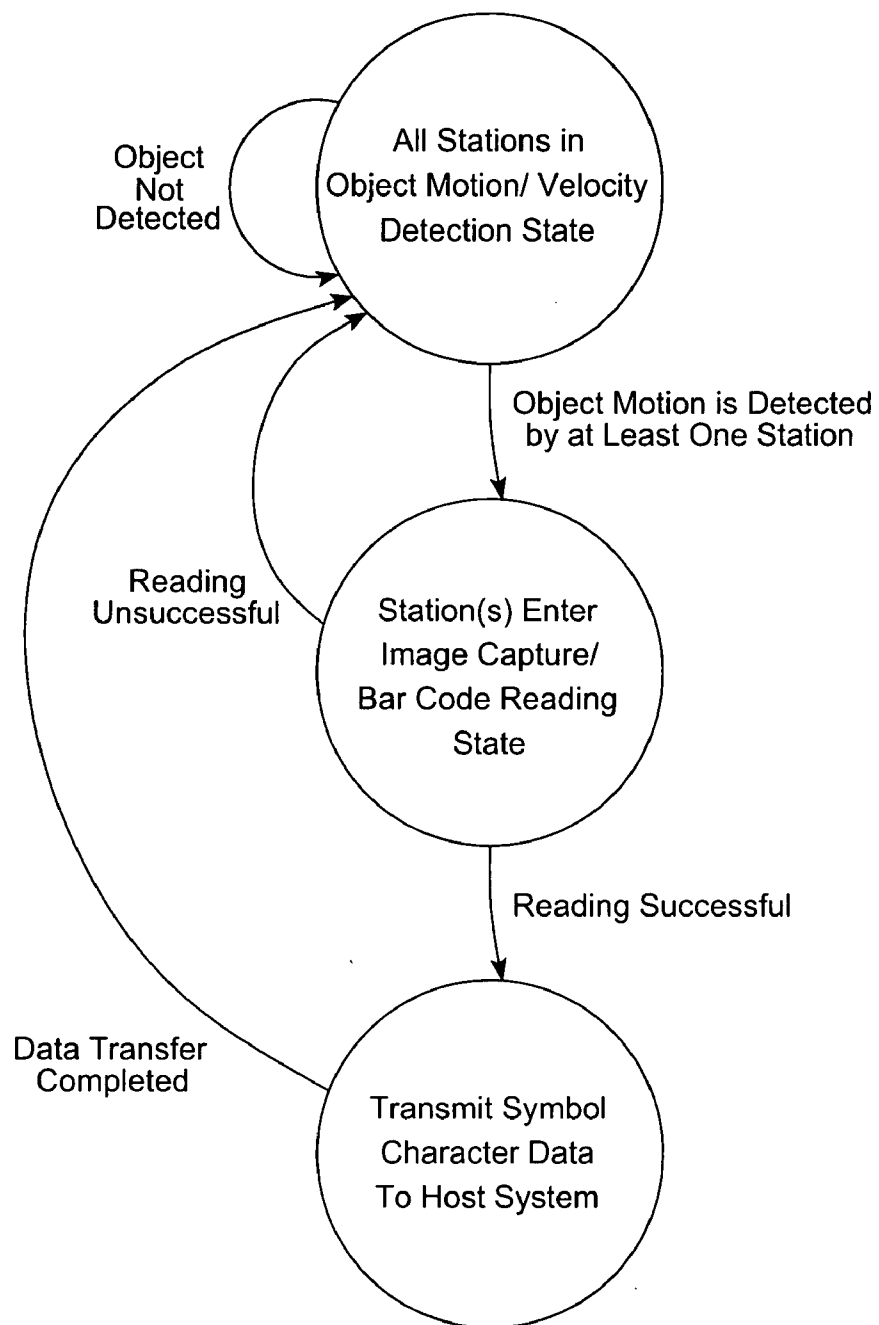 All Stations in
Object Motion/ Velocity
Detection State
Object
Not
Detected
Object Motion is Detected
by at Least One Station
Reading
Unsuccessful
Station(s) Enter
Image Capture/
Bar Code Reading
State
Reading Successful
Data Transfer
Completed
Transmit Symbol
Character Data
To Host System